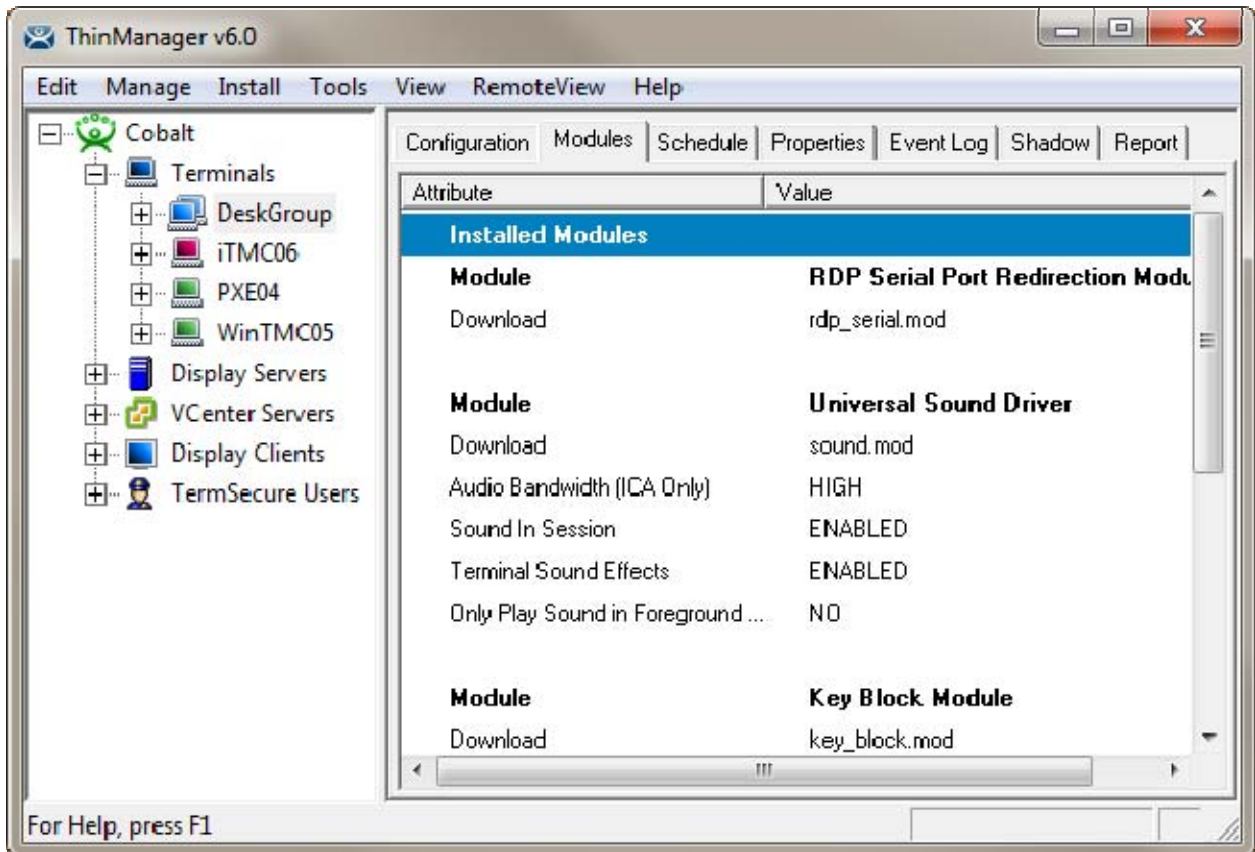 ThinManager v6.0
Edit Manage Install Tools View RemoteView Help
Cobalt
Terminals
DeskGroup
iTMC06
PXE04
WinTMC05
Display Servers
VCenter Servers
Display Clients
TermSecure Users
Configuration Modules Schedule Properties Event Log Shadow Report
Attribute Value
Installed Modules
Module RDP Serial Port Redirection Modu
Download rdp_serial.mod
Module Universal Sound Driver
Download sound.mod
Audio Bandwidth (ICA Only) HIGH
Sound In Session ENABLED
Terminal Sound Effects ENABLED
Only Play Sound in Foreground ... NO
Module Key Block Module
Download key_block.mod
For Help, press F1